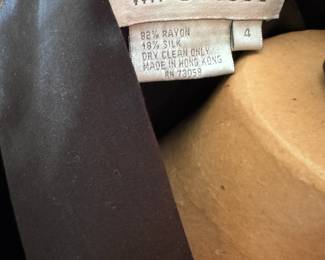 82% RAYON
18% SILK
DRY CLEAN ONLY
MADE IN HONG KONG
RN 73059
4